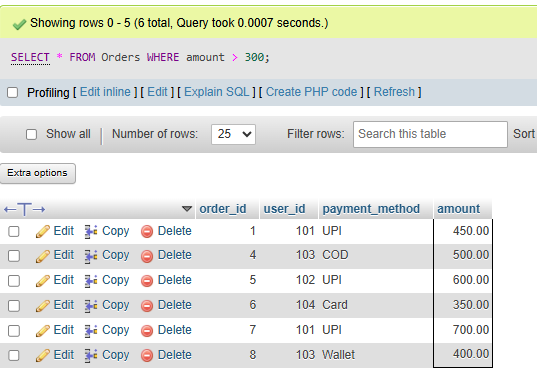 Showing rows 0 - 5 (6 total, Query took 0.0007 seconds.)
SELECT * FROM Orders WHERE amount > 300;
Profiling [ Edit inline ] [ Edit ] [ Explain SQL ] [ Create PHP code ] [ Refresh ]
Show all Number of rows: 25 Filter rows: Search this table Sort
Extra options
←T→ order_id user_id payment_method amount
Edit Copy Delete 1 101 UPI 450.00
Edit Copy Delete 4 103 COD 500.00
Edit Copy Delete 5 102 UPI 600.00
Edit Copy Delete 6 104 Card 350.00
Edit Copy Delete 7 101 UPI 700.00
Edit Copy Delete 8 103 Wallet 400.00